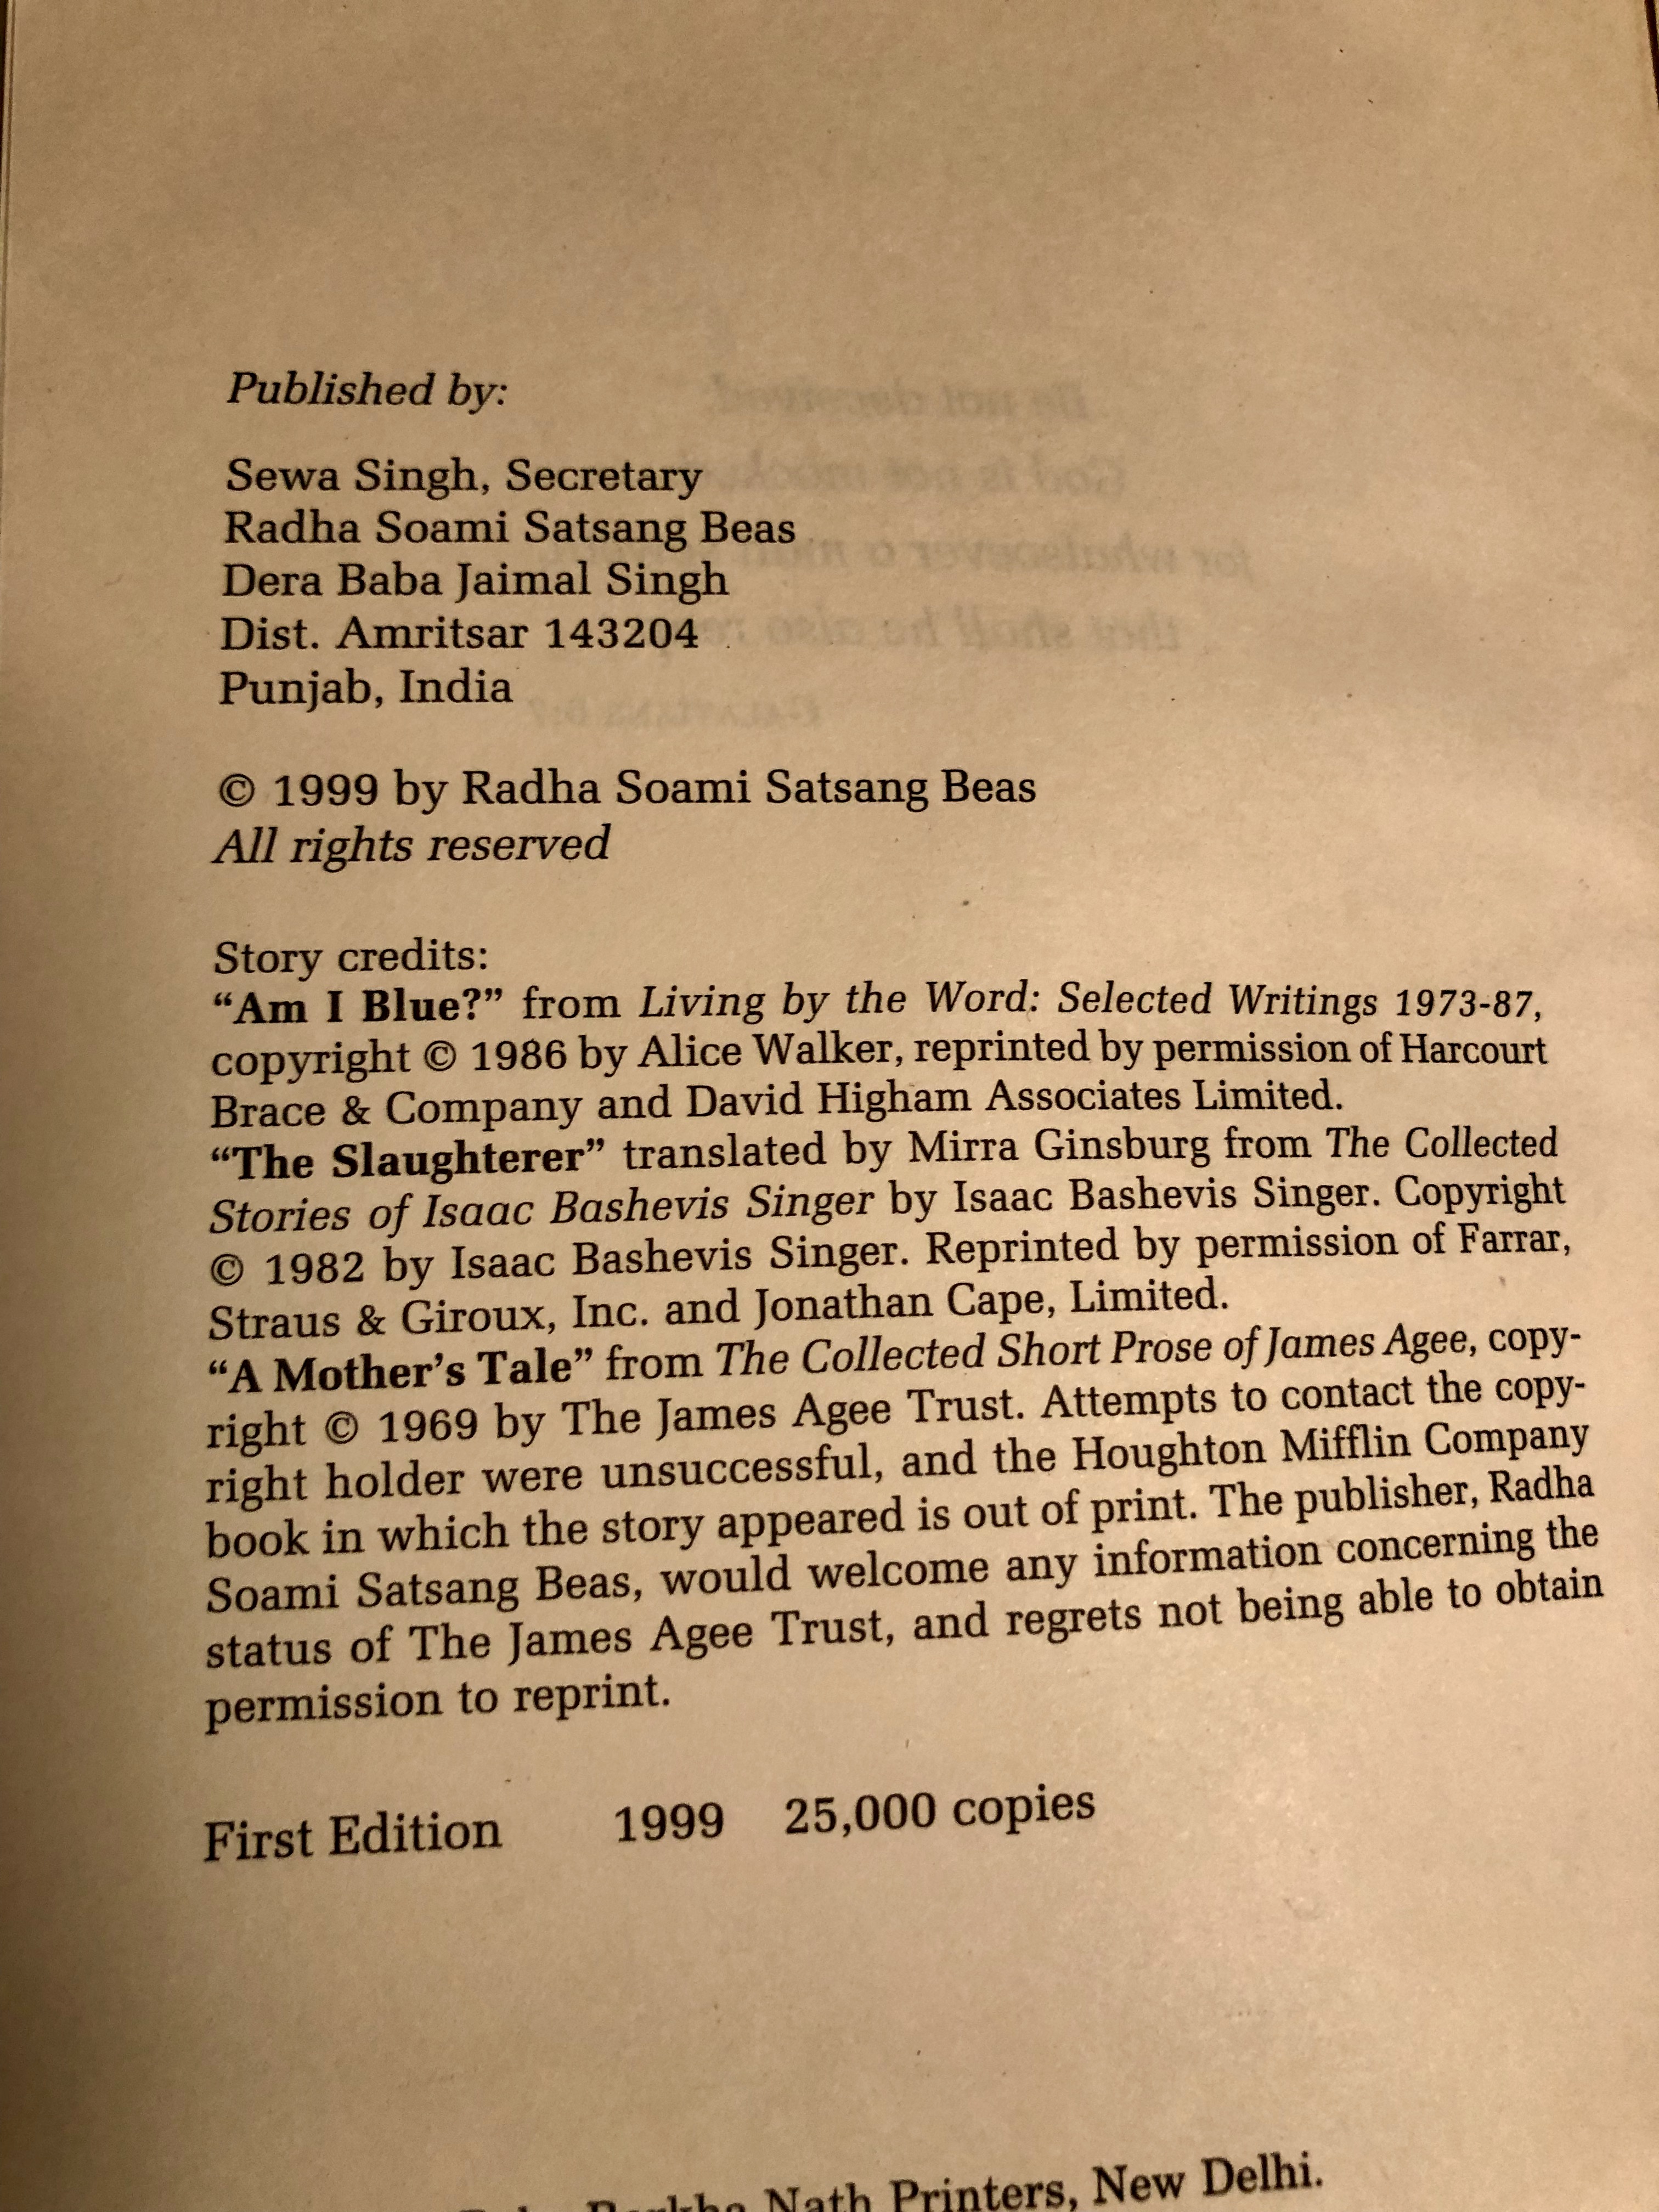 Published by:
Sewa Singh, Secretary
Radha Soami Satsang Beas
Dera Baba Jaimal Singh
Dist. Amritsar 143204
Punjab, India
© 1999 by Radha Soami Satsang Beas
All rights reserved
Story credits:
“Am I Blue?” from Living by the Word: Selected Writings 1973-87,
copyright © 1986 by Alice Walker, reprinted by permission of Harcourt
Brace & Company and David Higham Associates Limited.
“The Slaughterer” translated by Mirra Ginsburg from The Collected
Stories of Isaac Bashevis Singer by Isaac Bashevis Singer. Copyright
© 1982 by Isaac Bashevis Singer. Reprinted by permission of Farrar,
Straus & Giroux, Inc. and Jonathan Cape, Limited.
“A Mother’s Tale” from The Collected Short Prose of James Agee, copy-
right © 1969 by The James Agee Trust. Attempts to contact the copy-
right holder were unsuccessful, and the Houghton Mifflin Company
book in which the story appeared is out of print. The publisher, Radha
Soami Satsang Beas, would welcome any information concerning the
status of The James Agee Trust, and regrets not being able to obtain
permission to reprint.
First Edition 1999 25,000 copies
Nath Printers, New Delhi.